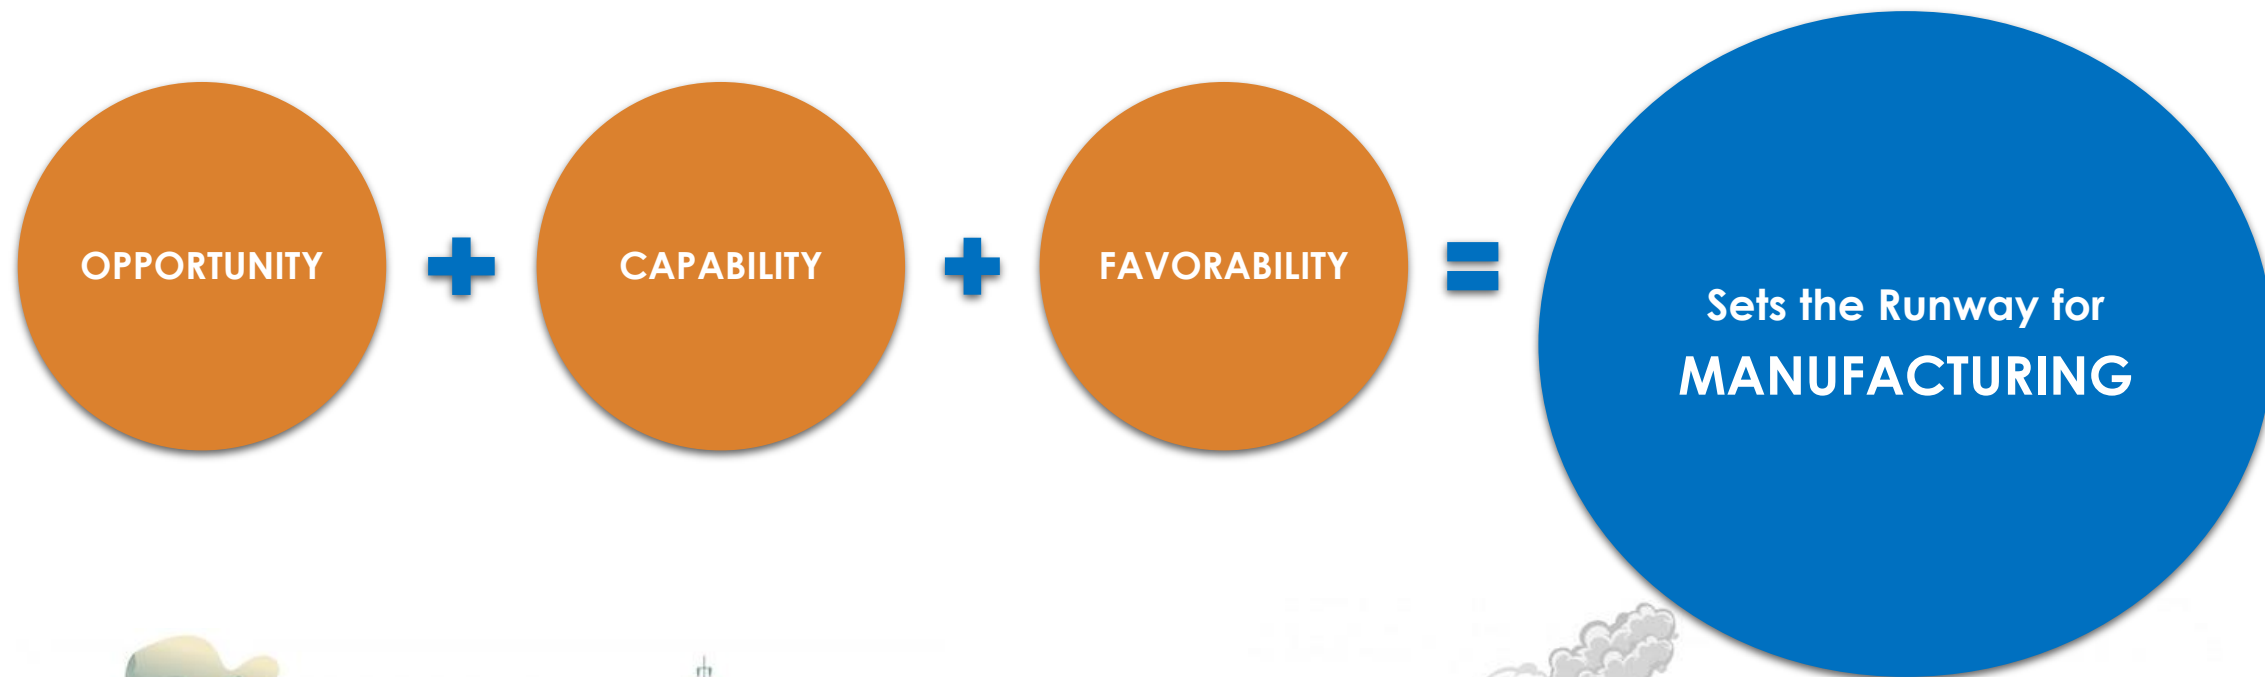 OPPORTUNITY
CAPABILITY
FAVORABILITY
Sets the Runway for
MANUFACTURING